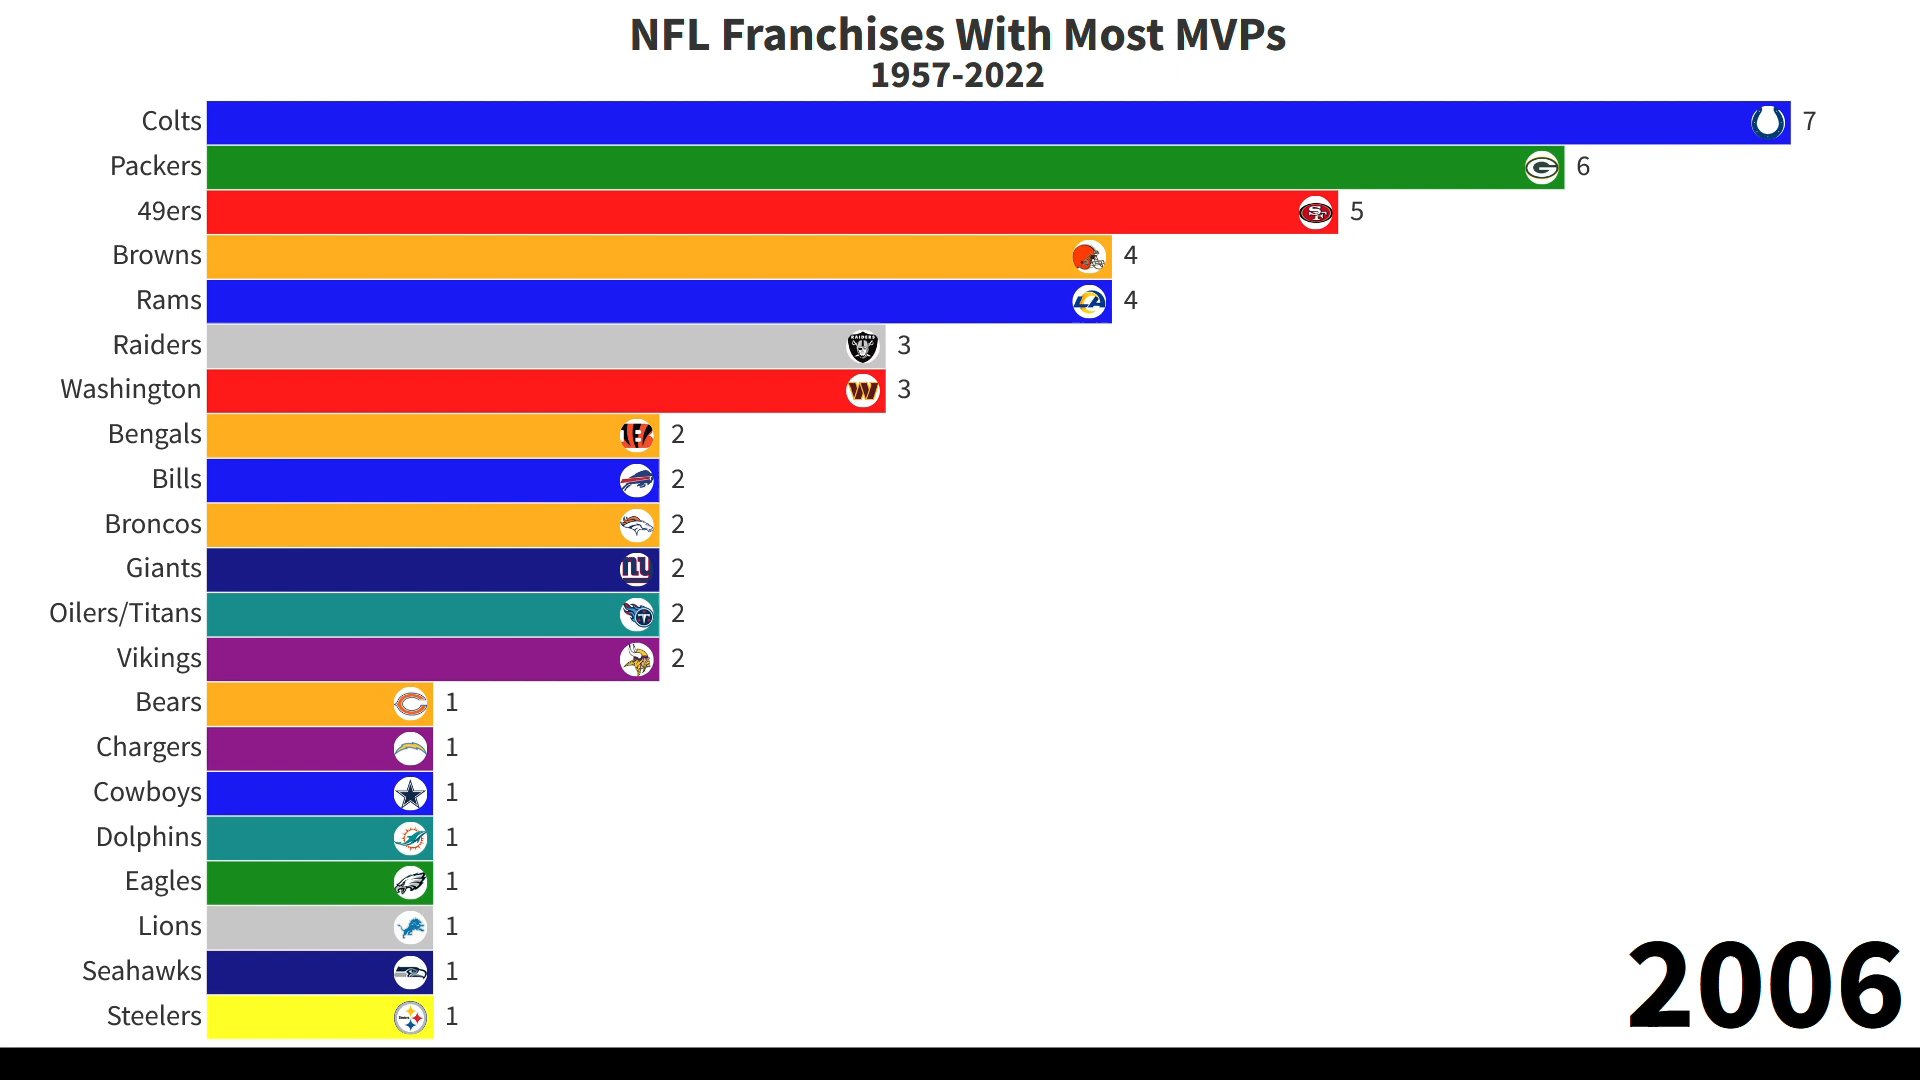 NFL Franchises With Most MVPs
1957-2022
Colts 7
Packers 6
49ers 5
Browns 4
Rams 4
Raiders 3
Washington 3
Bengals 2
Bills 2
Broncos 2
Giants 2
Oilers/Titans 2
Vikings 2
Bears 1
Chargers 1
Cowboys 1
Dolphins 1
Eagles 1
Lions 1
Seahawks 1
Steelers 1
2006